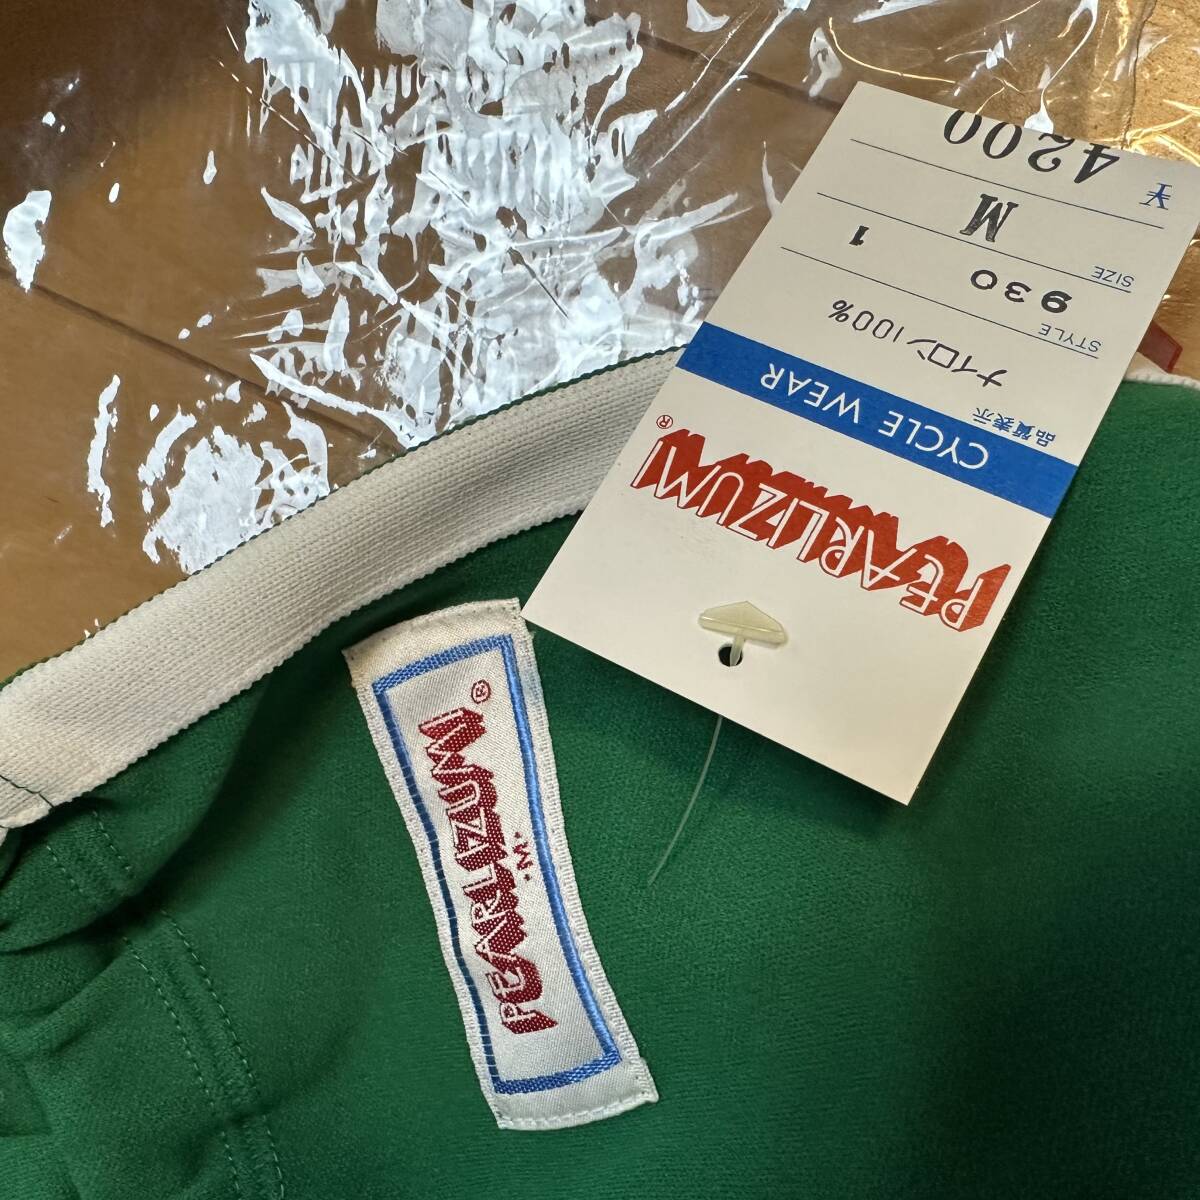 PEARLIZUMI®
CYCLE WEAR
品質表示
ナイロン100%
STYLE 930 1
SIZE M
¥ 4200
PEARLIZUMI®
・M・